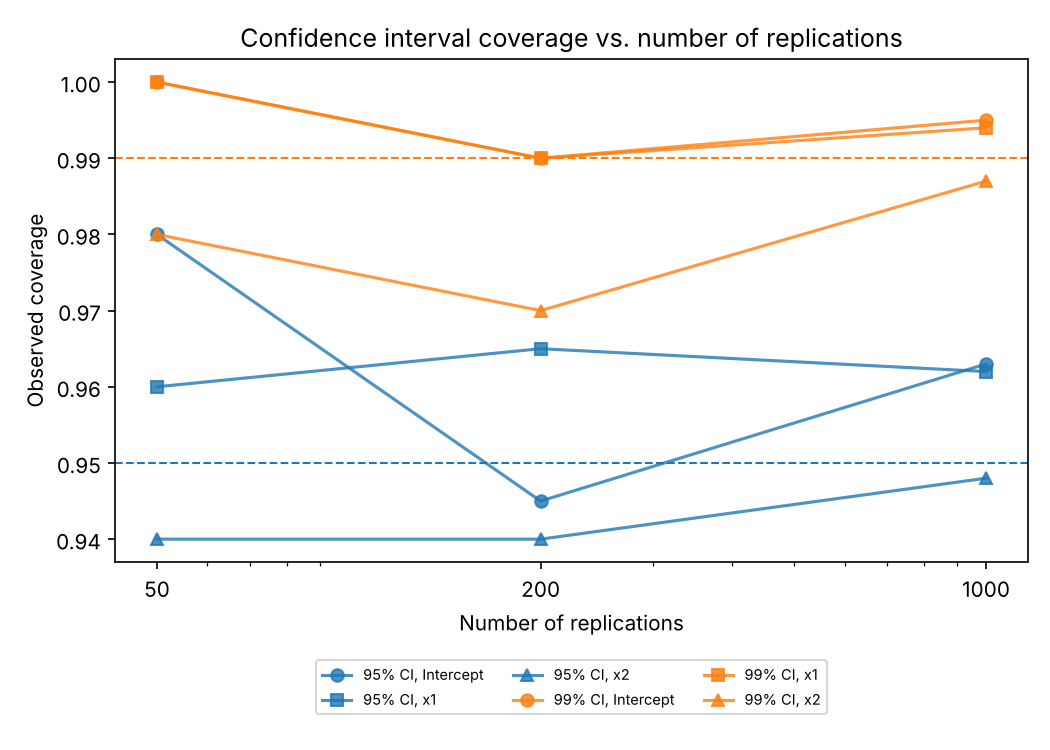 Confidence interval coverage vs. number of replications
1.00
0.99
0.98
0.97
0.96
0.95
0.94
Observed coverage
50 200 1000
Number of replications
95% CI, Intercept 95% CI, x2 99% CI, x1
95% CI, x1 99% CI, Intercept 99% CI, x2